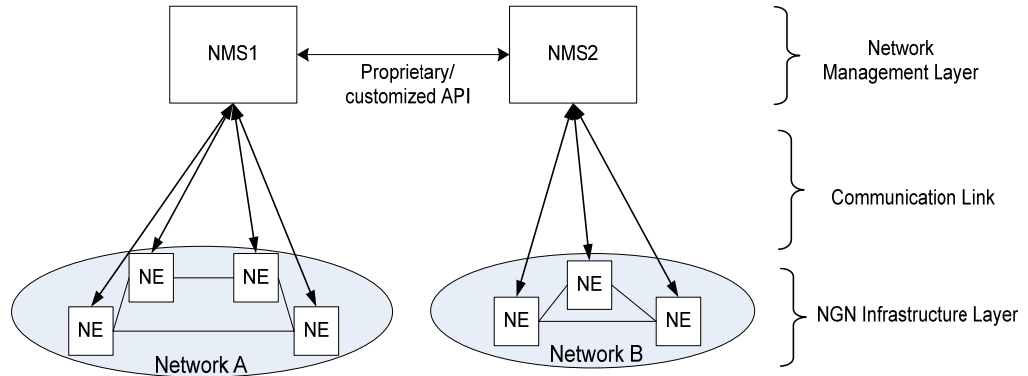 NMS1
Proprietary/
customized API
NMS2
Network
Management Layer
Communication Link
NE
NE
NE
NE
Network A
NE
NE
NE
Network B
NGN Infrastructure Layer